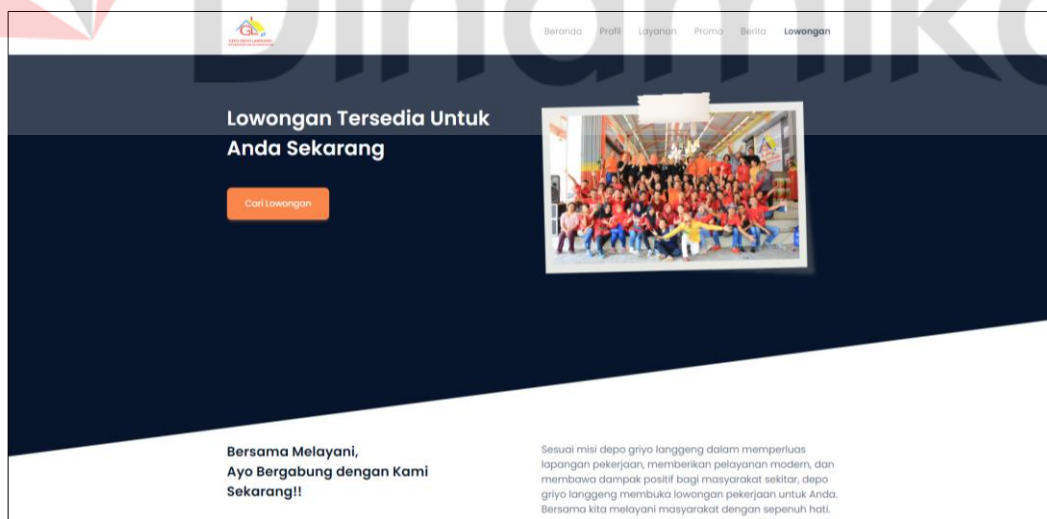 Dinamika
Beranda Profil Layanan Promo Berita Lowongan
Lowongan Tersedia Untuk
Anda Sekarang
Cari Lowongan
Bersama Melayani,
Ayo Bergabung dengan Kami
Sekarang!!
Sesuai misi depo griyo langgeng dalam memperluas
lapangan pekerjaan, memberikan pelayanan modern, dan
membawa dampak positif bagi masyarakat sekitar, depo
griyo langgeng membuka lowongan pekerjaan untuk Anda.
Bersama kita melayani masyarakat dengan sepenuh hati.